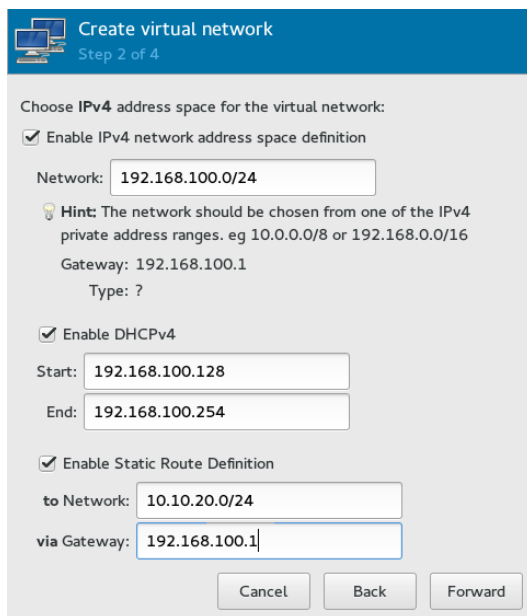 Create virtual network
Step 2 of 4
Choose IPv4 address space for the virtual network:
Enable IPv4 network address space definition
Network: 192.168.100.0/24
Hint: The network should be chosen from one of the IPv4
private address ranges. eg 10.0.0.0/8 or 192.168.0.0/16
Gateway: 192.168.100.1
Type: ?
Enable DHCPv4
Start: 192.168.100.128
End: 192.168.100.254
Enable Static Route Definition
to Network: 10.10.20.0/24
via Gateway: 192.168.100.1
Cancel Back Forward